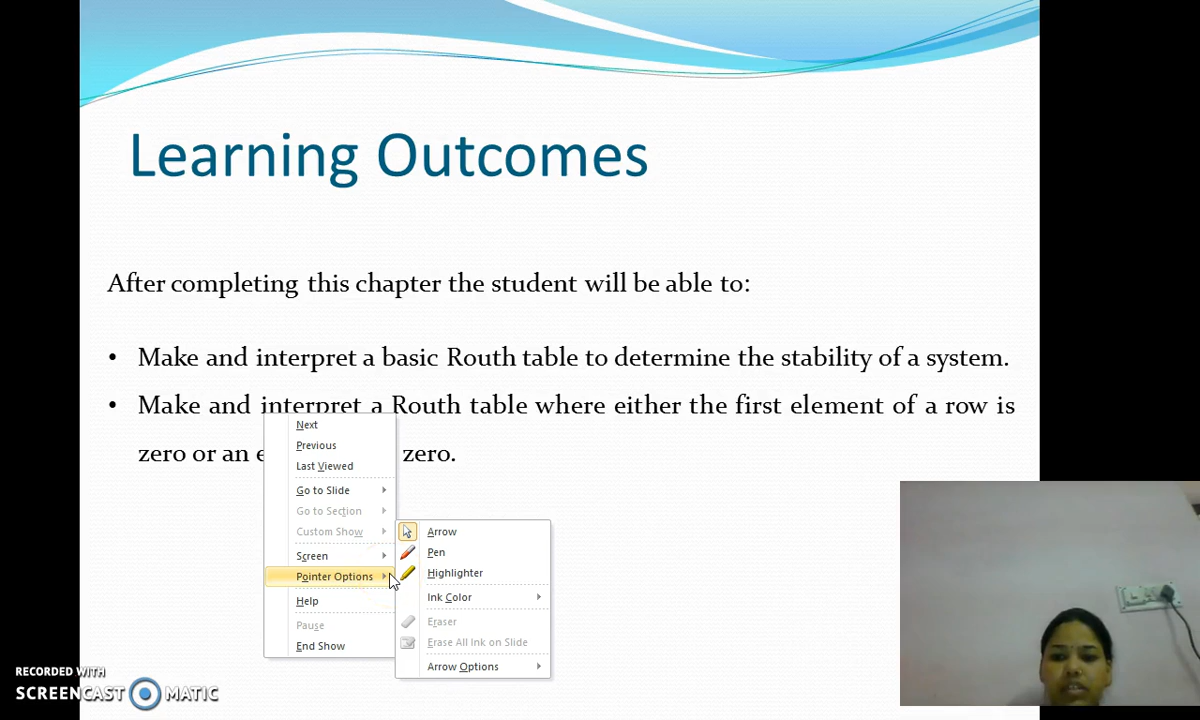 Learning Outcomes
After completing this chapter the student will be able to:
• Make and interpret a basic Routh table to determine the stability of a system.
• Make and interpret a Routh table where either the first element of a row is
zero or an e zero.
Next
Previous
Last Viewed
Go to Slide
Go to Section
Custom Show
Screen
Pointer Options
Help
Pause
End Show
Arrow
Pen
Highlighter
Ink Color
Eraser
Erase All Ink on Slide
Arrow Options
RECORDED WITH
SCREENCAST MATIC